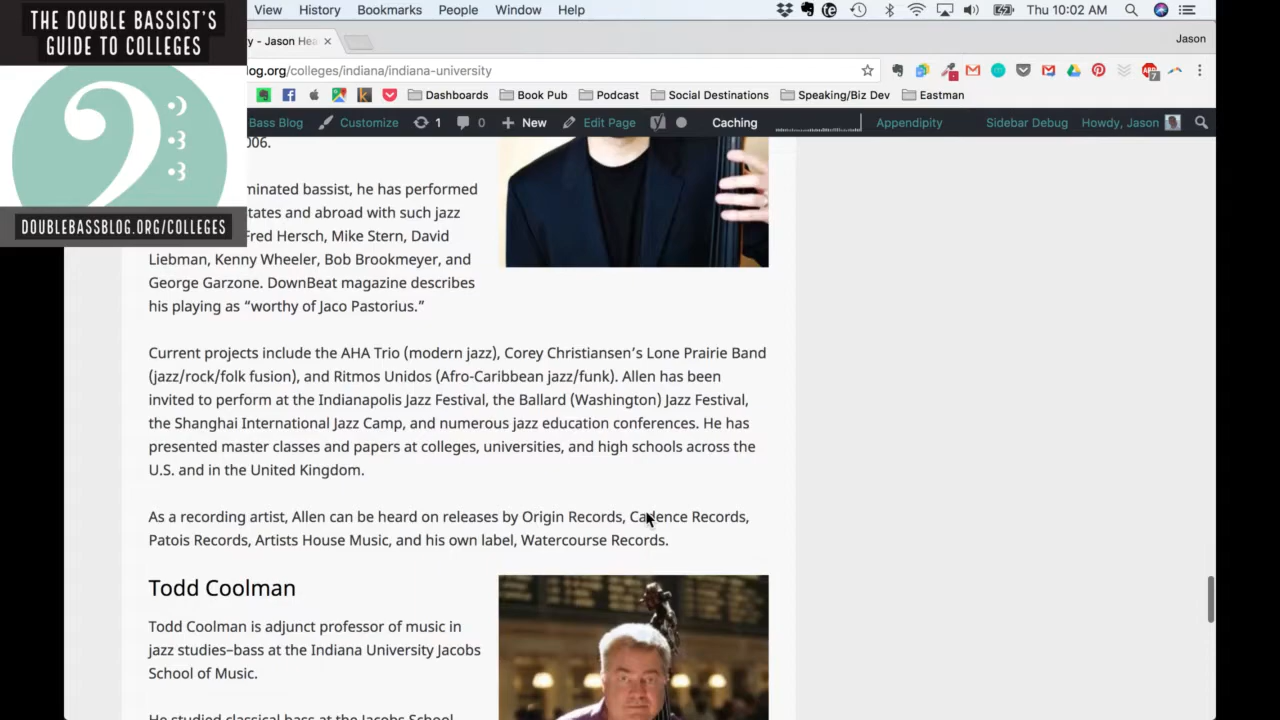 THE DOUBLE BASSIST'S
GUIDE TO COLLEGES
DOUBLEBASSBLOG.ORG/COLLEGES
View History Bookmarks People Window Help
Thu 10:02 AM
y - Jason Hea
Jason
log.org/colleges/indiana/indiana-university
Dashboards Book Pub Podcast Social Destinations Speaking/Biz Dev Eastman
Bass Blog Customize 1 0 New Edit Page Caching Appendipity Sidebar Debug Howdy, Jason
006.
minated bassist, he has performed
tates and abroad with such jazz
Fred Hersch, Mike Stern, David
Liebman, Kenny Wheeler, Bob Brookmeyer, and
George Garzone. DownBeat magazine describes
his playing as “worthy of Jaco Pastorius.”
Current projects include the AHA Trio (modern jazz), Corey Christiansen’s Lone Prairie Band
(jazz/rock/folk fusion), and Ritmos Unidos (Afro-Caribbean jazz/funk). Allen has been
invited to perform at the Indianapolis Jazz Festival, the Ballard (Washington) Jazz Festival,
the Shanghai International Jazz Camp, and numerous jazz education conferences. He has
presented master classes and papers at colleges, universities, and high schools across the
U.S. and in the United Kingdom.
As a recording artist, Allen can be heard on releases by Origin Records, Cadence Records,
Patois Records, Artists House Music, and his own label, Watercourse Records.
Todd Coolman
Todd Coolman is adjunct professor of music in
jazz studies–bass at the Indiana University Jacobs
School of Music.
He studied classical bass at the Jacobs School